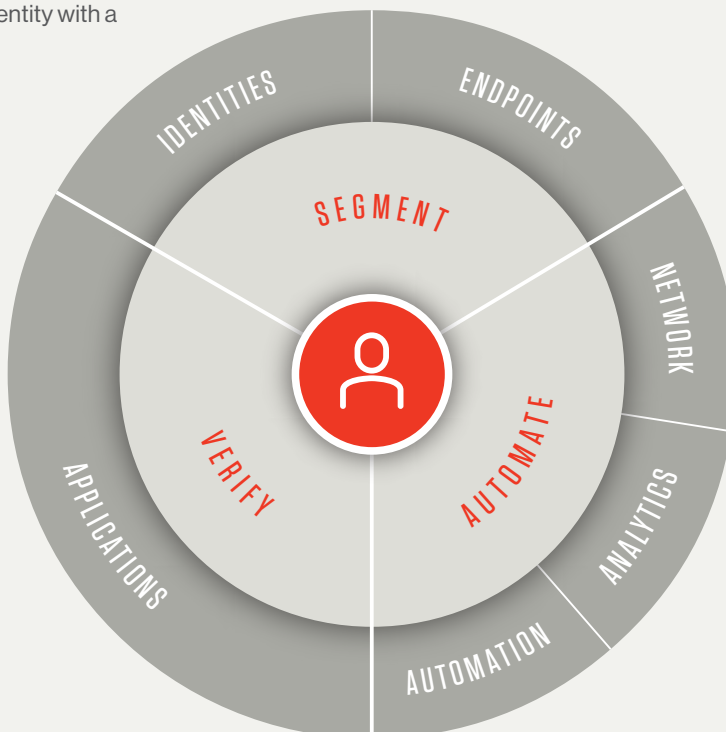 entity with a
IDENTITIES
ENDPOINTS
SEGMENT
NETWORK
AUTOMATE
VERIFY
APPLICATIONS
ANALYTICS
AUTOMATION